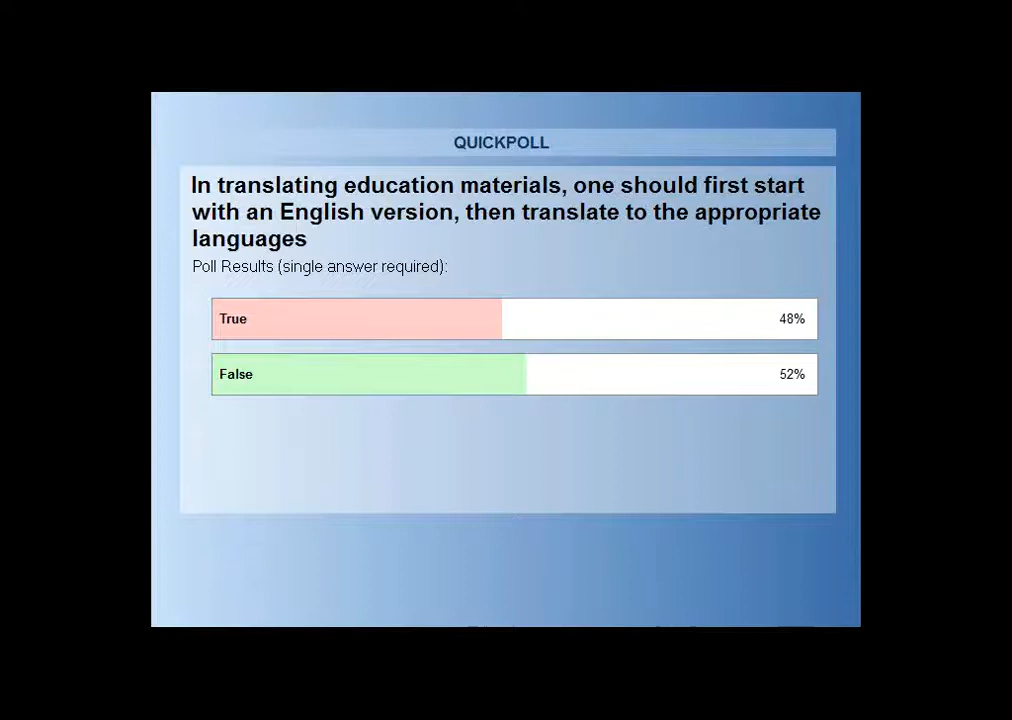 QUICKPOLL
In translating education materials, one should first start
with an English version, then translate to the appropriate
languages
Poll Results (single answer required):
True 48%
False 52%